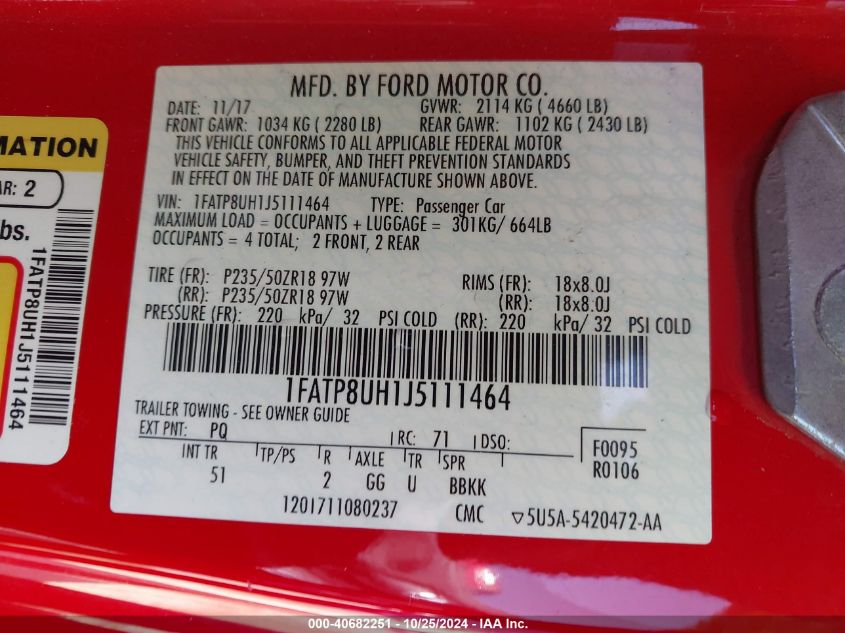 MFD. BY FORD MOTOR CO.
DATE: 11/17 GVWR: 2114 KG ( 4660 LB)
FRONT GAWR: 1034 KG ( 2280 LB) REAR GAWR: 1102 KG ( 2430 LB)
THIS VEHICLE CONFORMS TO ALL APPLICABLE FEDERAL MOTOR
VEHICLE SAFETY, BUMPER, AND THEFT PREVENTION STANDARDS
IN EFFECT ON THE DATE OF MANUFACTURE SHOWN ABOVE.
VIN: 1FATP8UH1J5111464 TYPE: Passenger Car
MAXIMUM LOAD = OCCUPANTS + LUGGAGE = 301KG/ 664LB
OCCUPANTS = 4 TOTAL; 2 FRONT, 2 REAR
TIRE (FR): P235/50ZR18 97W RIMS (FR): 18x8.0J
(RR): P235/50ZR18 97W (RR): 18x8.0J
PRESSURE (FR): 220 kPa/ 32 PSI COLD (RR): 220 kPa/ 32 PSI COLD
1FATP8UH1J5111464
TRAILER TOWING - SEE OWNER GUIDE
EXT PNT: PQ RC: 71 DSO: F0095
INT TR TP/PS R AXLE TR SPR R0106
51 2 GG U BBKK
1201711080237 CMC ▽5U5A-5420472-AA
MATION
AR: 2
bs.
1FATP8UH1J5111464
000-40682251 - 10/25/2024 - IAA Inc.